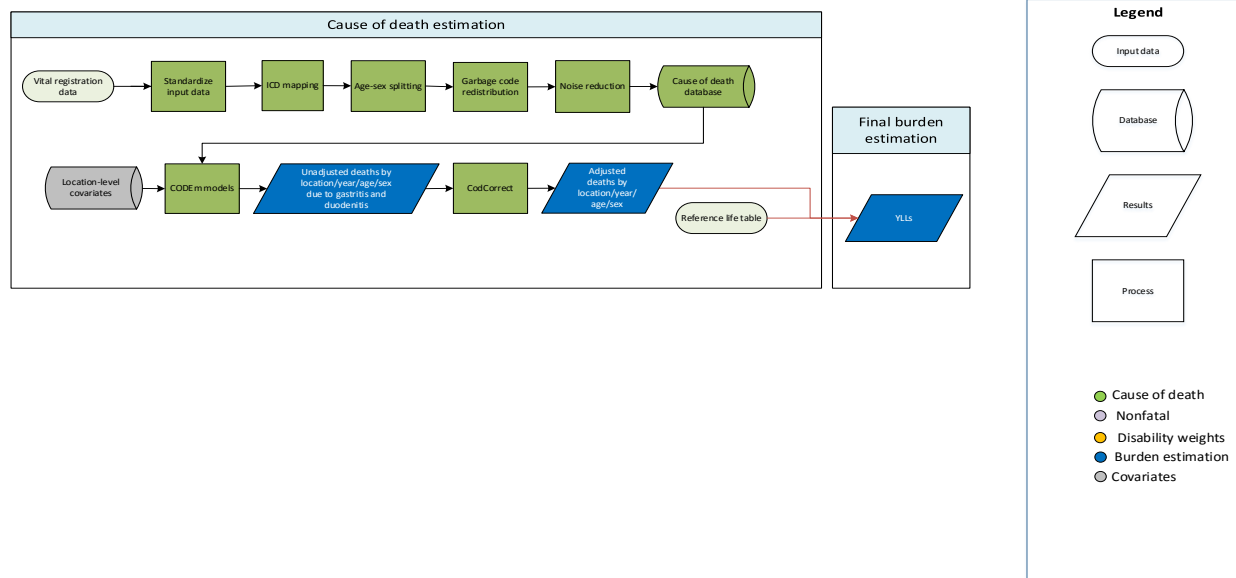 Cause of death estimation
Vital registration
data
Standardize
input data
ICD mapping
Age-sex splitting
Garbage code
redistribution
Noise reduction
Cause of death
database
Location-level
covariates
CODEm models
Unadjusted deaths by
location/year/age/sex
due to gastritis and
duodenitis
CodCorrect
Adjusted
deaths by
location/year/
age/sex
Reference life table
Final burden
estimation
YLLs
Legend
Input data
Database
Results
Process
Cause of death
Nonfatal
Disability weights
Burden estimation
Covariates